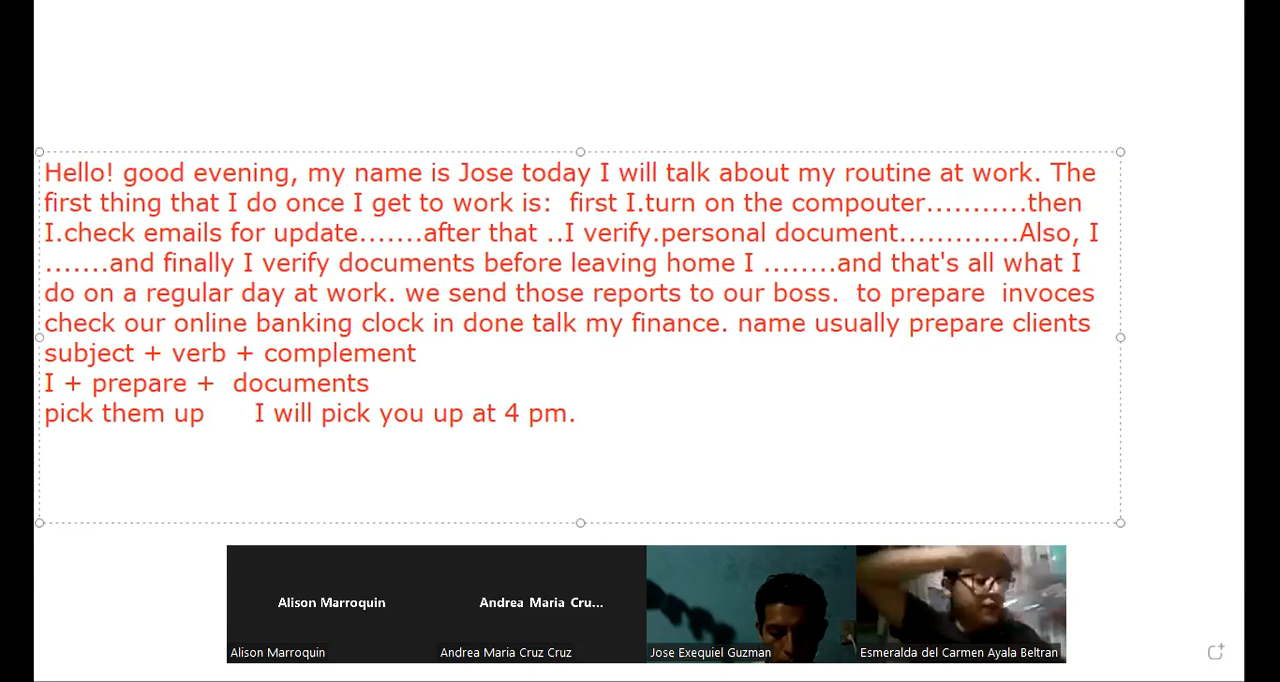 Hello! good evening, my name is Jose today I will talk about my routine at work. The
first thing that I do once I get to work is:  first I.turn on the compouter...........then
I.check emails for update.......after that ..I verify.personal document.............Also, I
.......and finally I verify documents before leaving home I ........and that's all what I
do on a regular day at work. we send those reports to our boss.  to prepare  invoces
check our online banking clock in done talk my finance. name usually prepare clients
subject + verb + complement
I + prepare +  documents
pick them up      I will pick you up at 4 pm.
Alison Marroquin
Andrea Maria Cru...
Alison Marroquin
Andrea Maria Cruz Cruz
Jose Exequiel Guzman
Esmeralda del Carmen Ayala Beltran